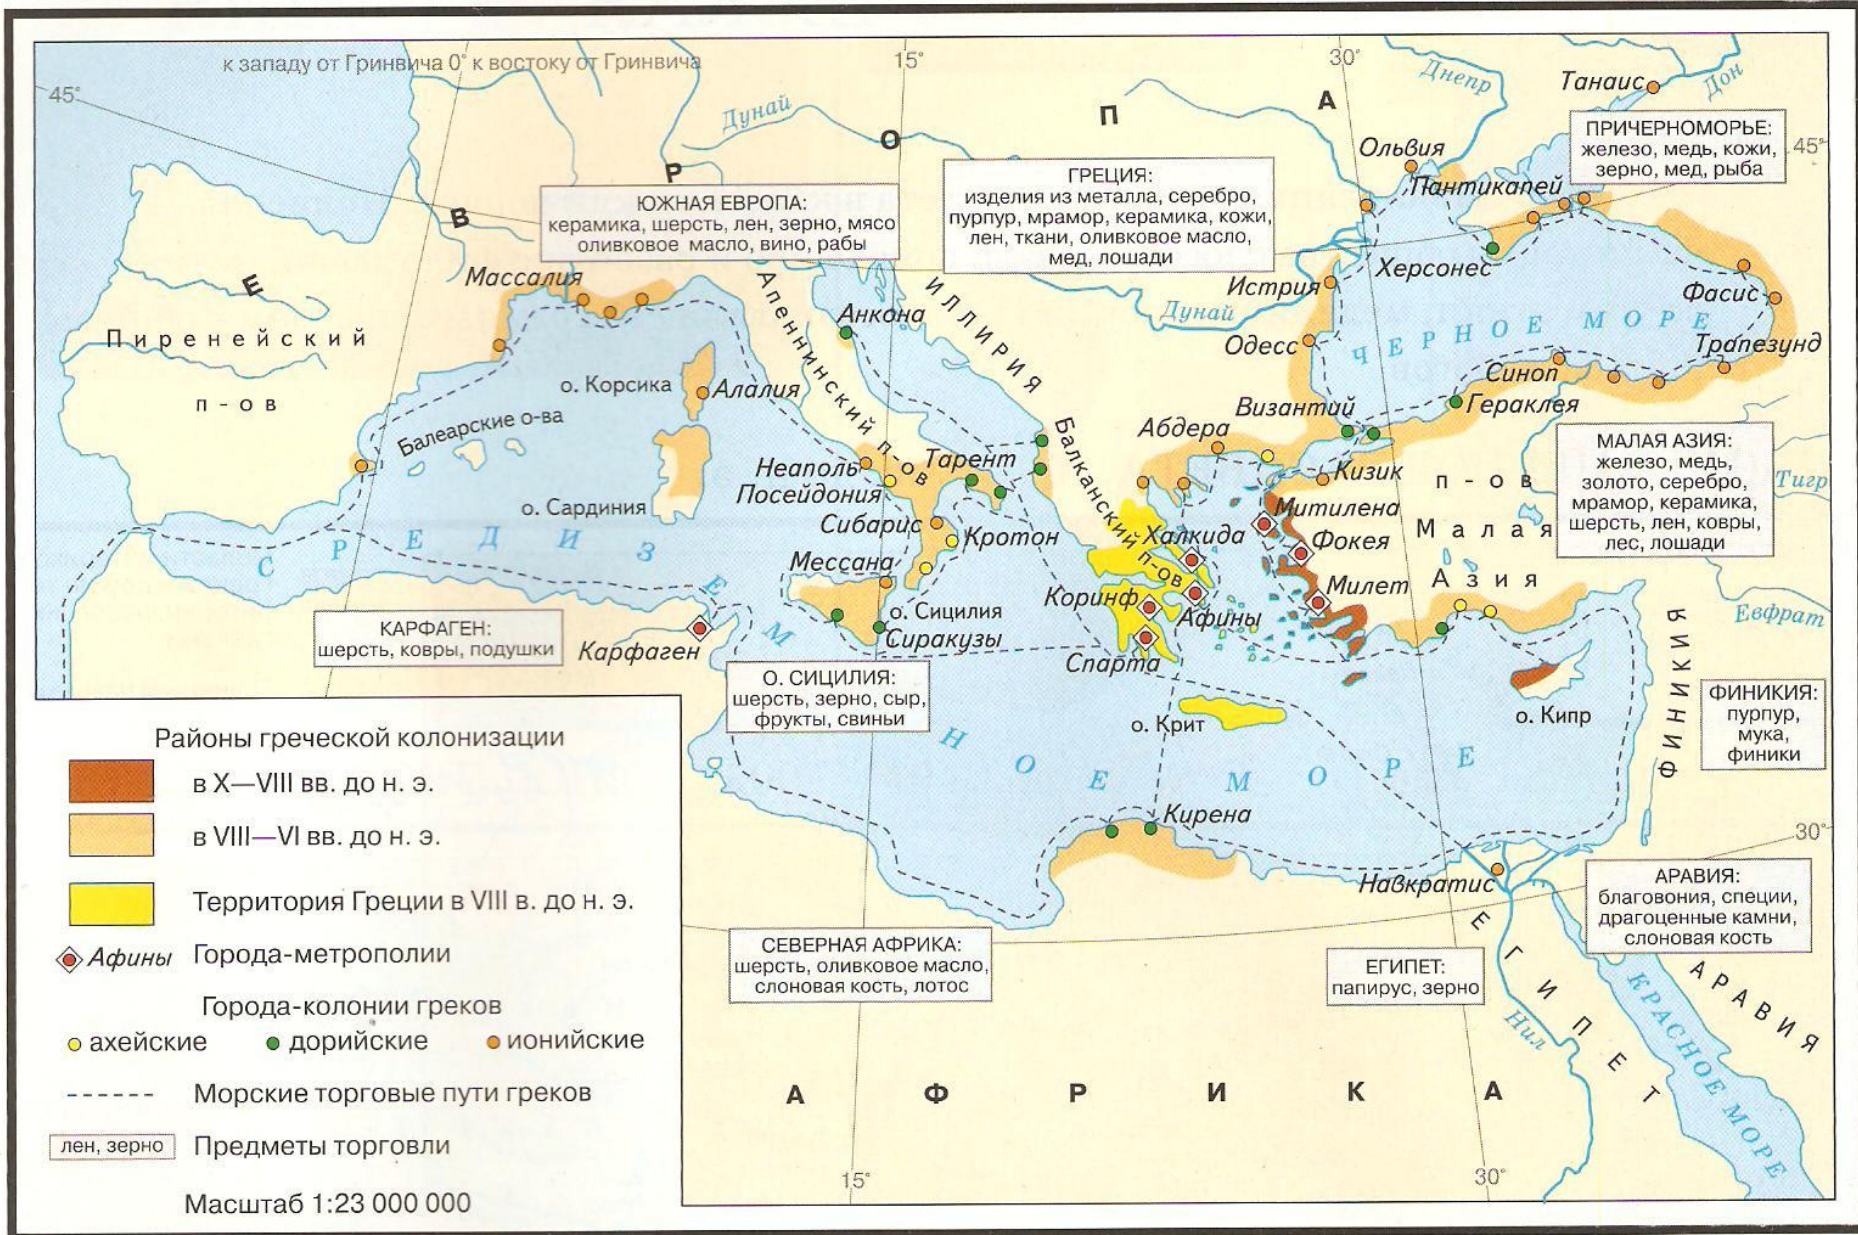 к западу от Гринвича 0° к востоку от Гринвича
15°
30°
45°
45°
Е В Р О П А
Дунай
Днепр
Танаис
Дон
ПРИЧЕРНОМОРЬЕ:
железо, медь, кожи,
зерно, мед, рыба
Ольвия
Пантикапей
ГРЕЦИЯ:
изделия из металла, серебро,
пурпур, мрамор, керамика, кожи,
лен, ткани, оливковое масло,
мед, лошади
ЮЖНАЯ ЕВРОПА:
керамика, шерсть, лен, зерно, мясо
оливковое масло, вино, рабы
Массалия
Херсонес
Истрия
Фасис
Дунай
Анкона
ИЛЛИРИЯ
Апеннинский п-ов
Пиренейский
п-ов
ЧЕРНОЕ МОРЕ
Одесс
Трапезунд
Синоп
о. Корсика
Алалия
Гераклея
Византий
Балеарские о-ва
Абдера
Балканский п-ов
МАЛАЯ АЗИЯ:
железо, медь,
золото, серебро,
мрамор, керамика,
шерсть, лен, ковры,
лес, лошади
Неаполь
Тарент
Кизик
Тигр
Посейдония
п-ов
Малая
Азия
о. Сардиния
Митилена
Сибарис
Кротон
Халкида
Фокея
СРЕДИЗЕМНОЕ МОРЕ
Мессана
Милет
Коринф
Афины
о. Сицилия
Сиракузы
Евфрат
КАРФАГЕН:
шерсть, ковры, подушки
Карфаген
Спарта
ФИНИКИЯ
О. СИЦИЛИЯ:
шерсть, зерно, сыр,
фрукты, свиньи
ФИНИКИЯ:
пурпур,
мука,
финики
о. Крит
о. Кипр
Кирена
30°
Навкратис
АРАВИЯ:
благовония, специи,
драгоценные камни,
слоновая кость
СЕВЕРНАЯ АФРИКА:
шерсть, оливковое масло,
слоновая кость, лотос
ЕГИПЕТ:
папирус, зерно
ЕГИПЕТ
АРАВИЯ
КРАСНОЕ МОРЕ
Нил
АФРИКА
15°
30°
Районы греческой колонизации
в X—VIII вв. до н. э.
в VIII—VI вв. до н. э.
Территория Греции в VIII в. до н. э.
Афины Города-метрополии
Города-колонии греков
ахейские дорийские ионийские
Морские торговые пути греков
лен, зерно Предметы торговли
Масштаб 1:23 000 000